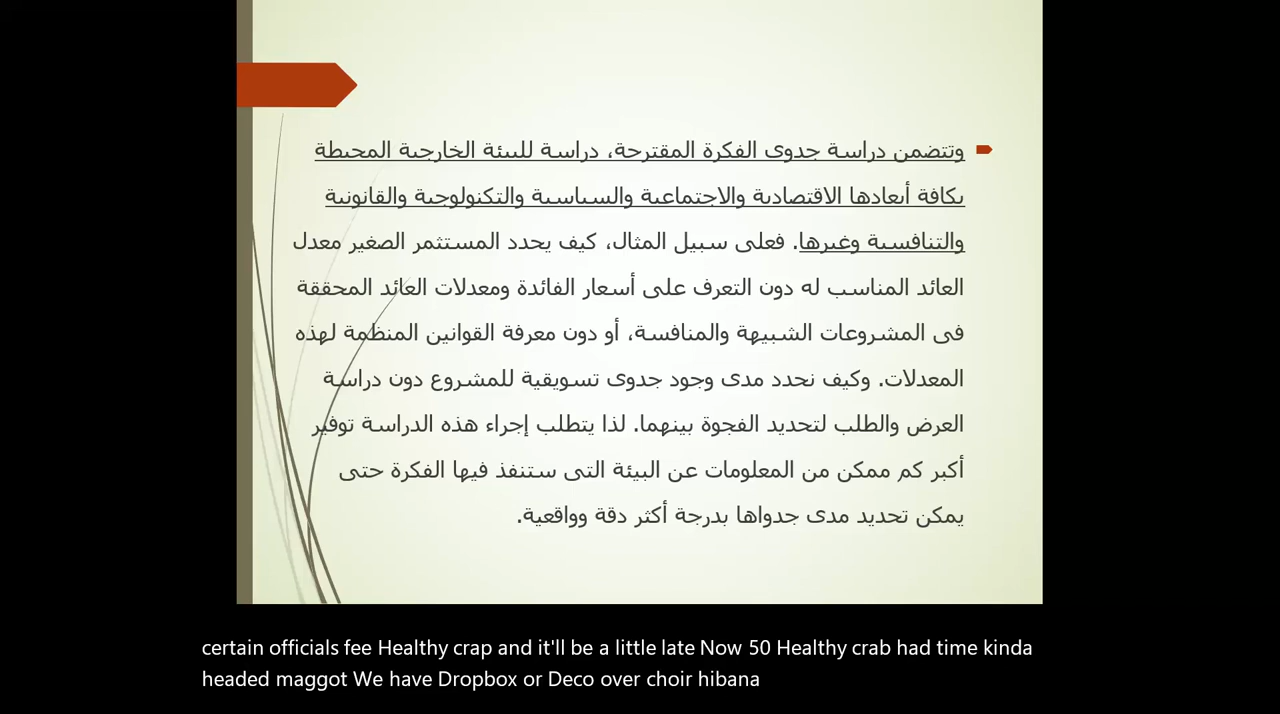 وتتضمن دراسة جدوى الفكرة المقترحة، دراسة للبيئة الخارجية المحيطة
بكافة أبعادها الاقتصادية والاجتماعية والسياسية والتكنولوجية والقانونية
والتنافسية وغيرها. فعلى سبيل المثال، كيف يحدد المستثمر الصغير معدل
العائد المناسب له دون التعرف على أسعار الفائدة ومعدلات العائد المحققة
فى المشروعات الشبيهة والمنافسة، أو دون معرفة القوانين المنظمة لهذه
المعدلات. وكيف نحدد مدى وجود جدوى تسويقية للمشروع دون دراسة
العرض والطلب لتحديد الفجوة بينهما. لذا يتطلب إجراء هذه الدراسة توفير
أكبر كم ممكن من المعلومات عن البيئة التى ستنفذ فيها الفكرة حتى
يمكن تحديد مدى جدواها بدرجة أكثر دقة وواقعية.
certain officials fee Healthy crap and it'll be a little late Now 50 Healthy crab had time kinda
headed maggot We have Dropbox or Deco over choir hibana